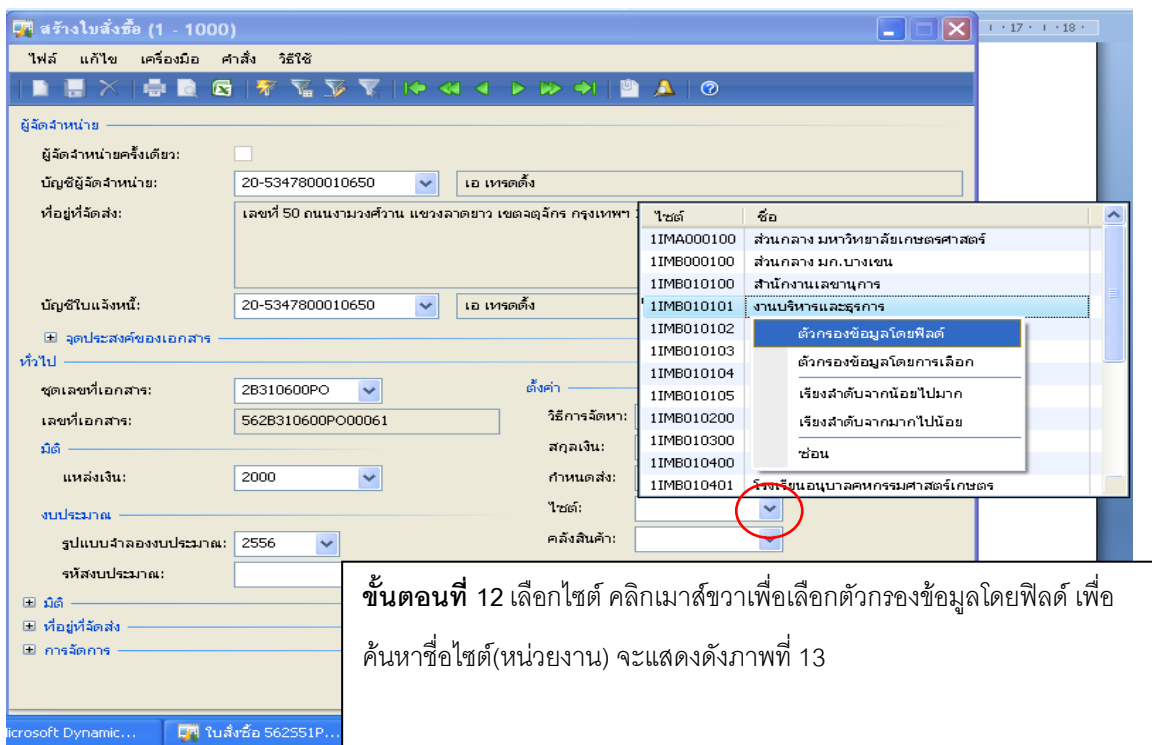 สร้างใบสั่งซื้อ (1 - 1000)
17 18
ไฟล์ แก้ไข เครื่องมือ คำสั่ง วิธีใช้
ผู้จัดจำหน่าย
ผู้จัดจำหน่ายครั้งเดียว:
บัญชีผู้จัดจำหน่าย: 20-5347800010650 เอ เทรดดิ้ง
ที่อยู่ที่จัดส่ง: เลขที่ 50 ถนนงามวงศ์วาน แขวงลาดยาว เขตจตุจักร กรุงเทพฯ
บัญชีใบแจ้งหนี้: 20-5347800010650 เอ เทรดดิ้ง
จุดประสงค์ของเอกสาร
ทั่วไป
ชุดเลขที่เอกสาร: 2B310600PO
เลขที่เอกสาร: 562B310600PO00061
มิติ
แหล่งเงิน: 2000
งบประมาณ
รูปแบบจำลองงบประมาณ: 2556
รหัสงบประมาณ:
มิติ
ที่อยู่ที่จัดส่ง
การจัดการ
ตั้งค่า
วิธีการจัดหา:
สกุลเงิน:
กำหนดส่ง:
ไซต์:
คลังสินค้า:
ไซต์ ชื่อ
1IMA000100 ส่วนกลาง มหาวิทยาลัยเกษตรศาสตร์
1IMB000100 ส่วนกลาง มก.บางเขน
1IMB010100 สำนักงานเลขานุการ
1IMB010101 งานบริหารและธุรการ
1IMB010102
1IMB010103
1IMB010104
1IMB010105
1IMB010200
1IMB010300
1IMB010400
1IMB010401 โรงเรียนอนุบาลคหกรรมศาสตร์เกษตร
ตัวกรองข้อมูลโดยฟิลด์
ตัวกรองข้อมูลโดยการเลือก
เรียงลำดับจากน้อยไปมาก
เรียงลำดับจากมากไปน้อย
ซ่อน
ขั้นตอนที่ 12 เลือกไซต์ คลิกเมาส์ขวาเพื่อเลือกตัวกรองข้อมูลโดยฟิลด์ เพื่อ
ค้นหาชื่อไซต์(หน่วยงาน) จะแสดงดังภาพที่ 13
icrosoft Dynamic... ใบสั่งซื้อ 562S51P...